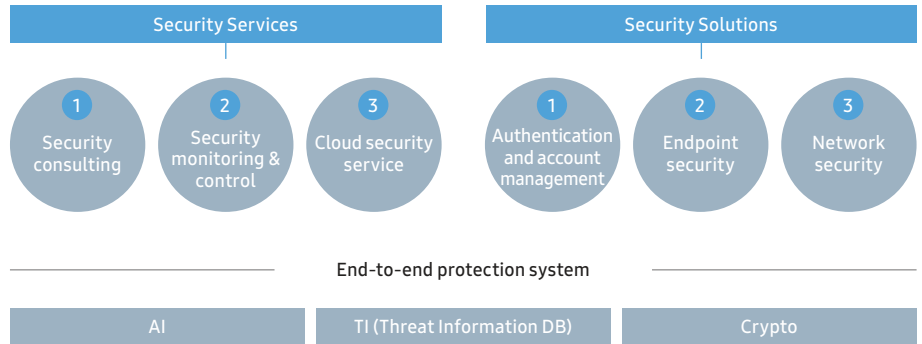 Security Services
1
Security
consulting
2
Security
monitoring &
control
3
Cloud security
service
Security Solutions
1
Authentication
and account
management
2
Endpoint
security
3
Network
security
End-to-end protection system
AI
TI (Threat Information DB)
Crypto